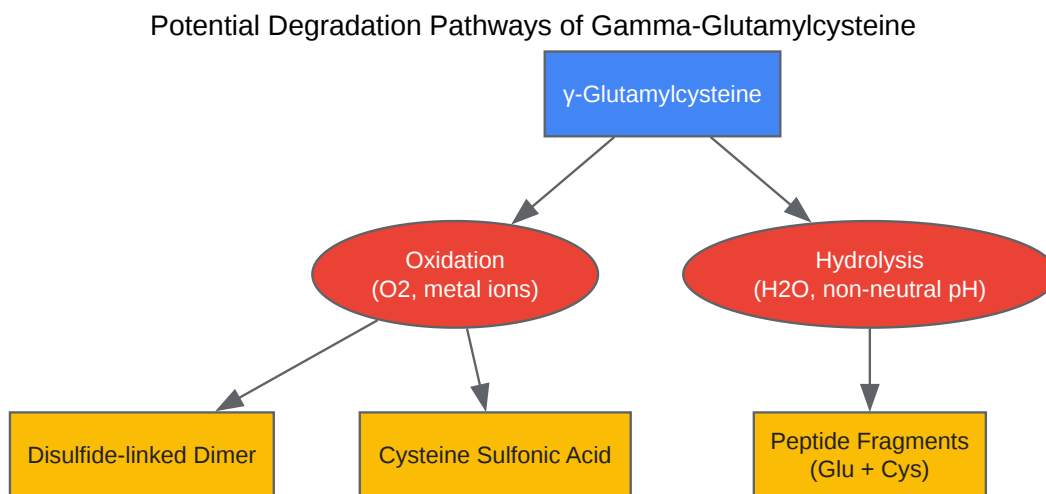 Potential Degradation Pathways of Gamma-Glutamylcysteine
γ-Glutamylcysteine
Oxidation
(O2, metal ions)
Hydrolysis
(H2O, non-neutral pH)
Disulfide-linked Dimer
Cysteine Sulfonic Acid
Peptide Fragments
(Glu + Cys)